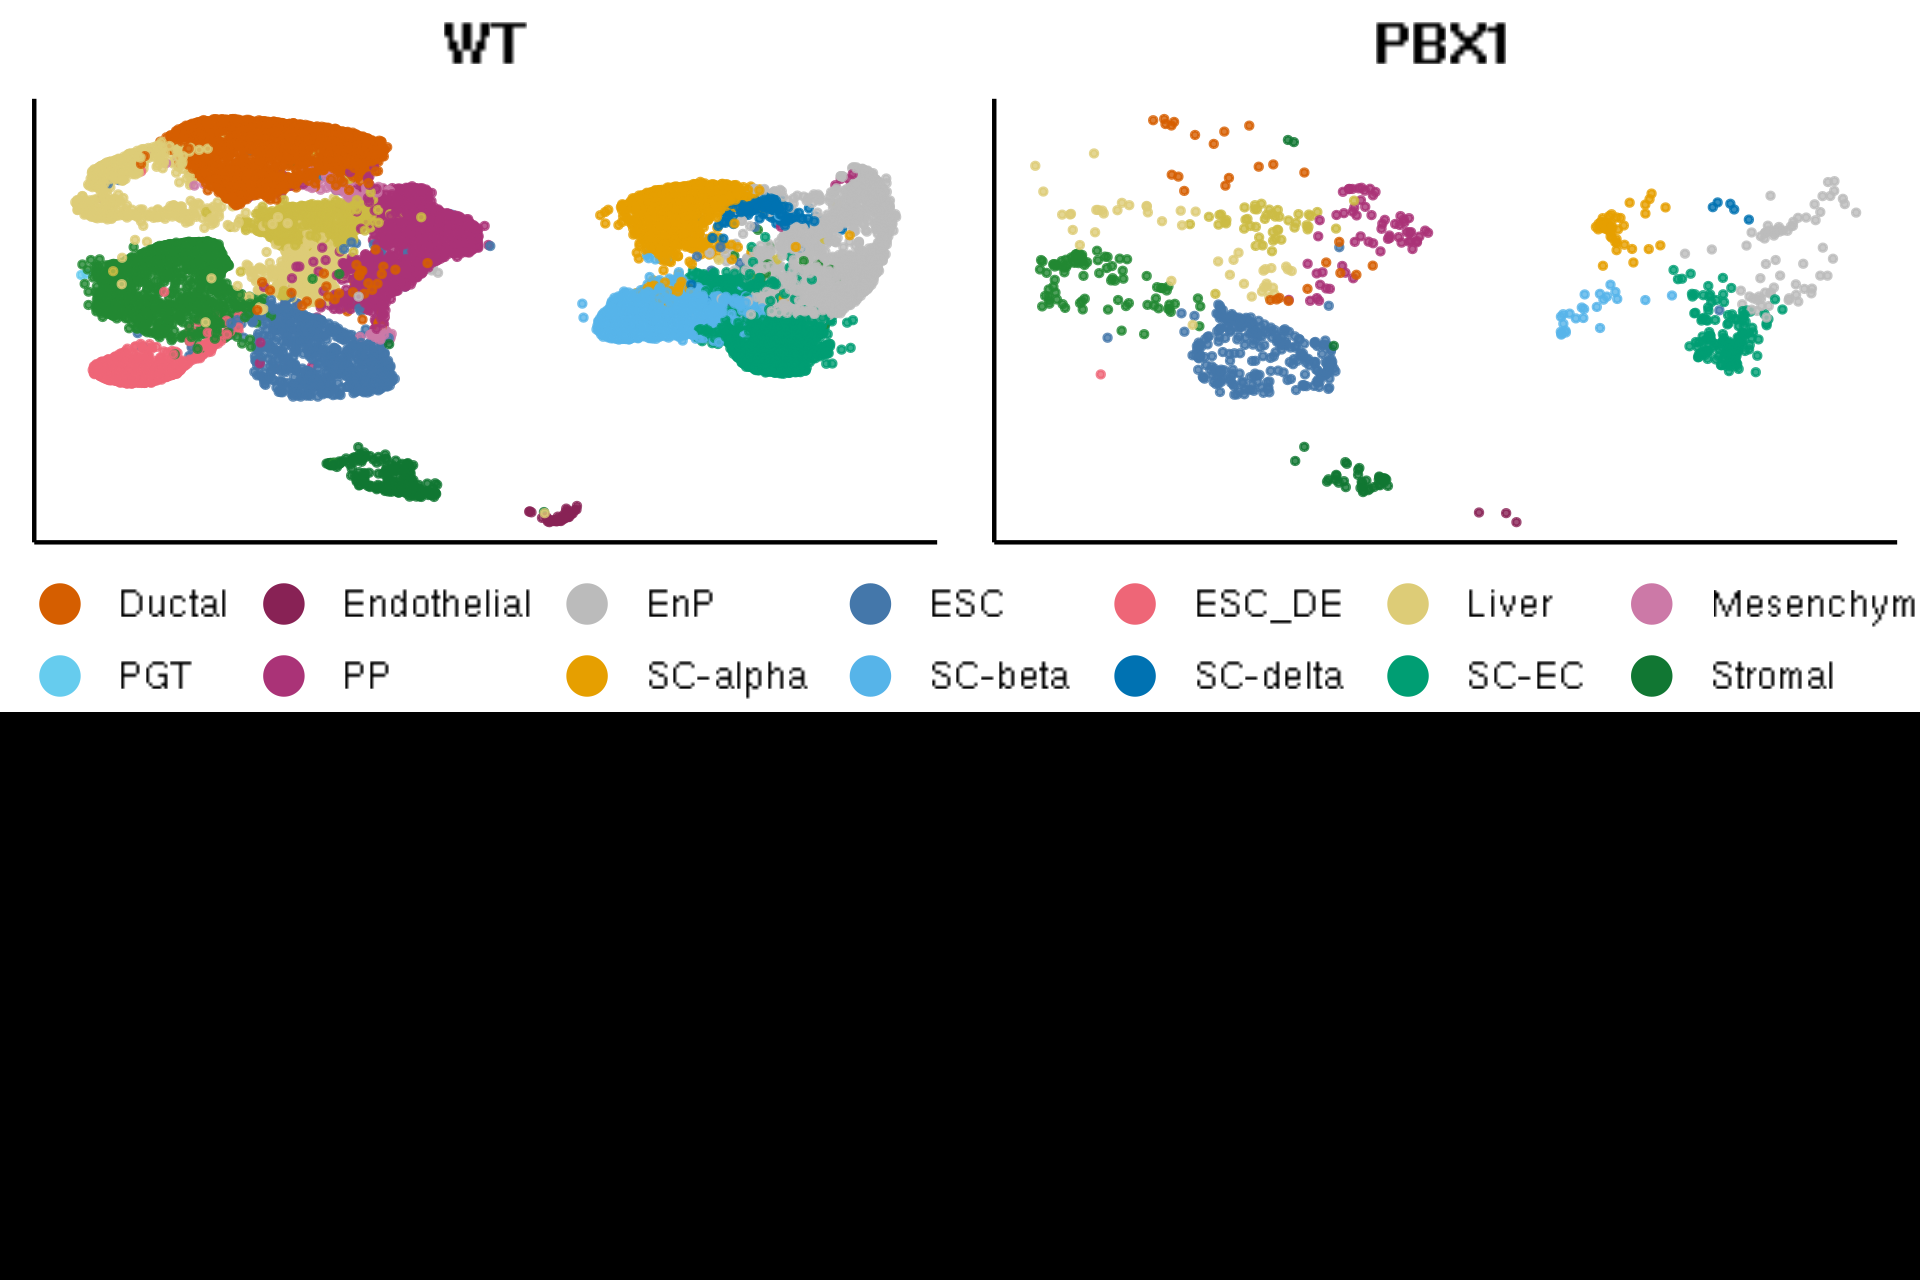 WT PBX1
Ductal Endothelial EnP ESC ESC_DE Liver Mesenchym
PGT PP SC-alpha SC-beta SC-delta SC-EC Stromal